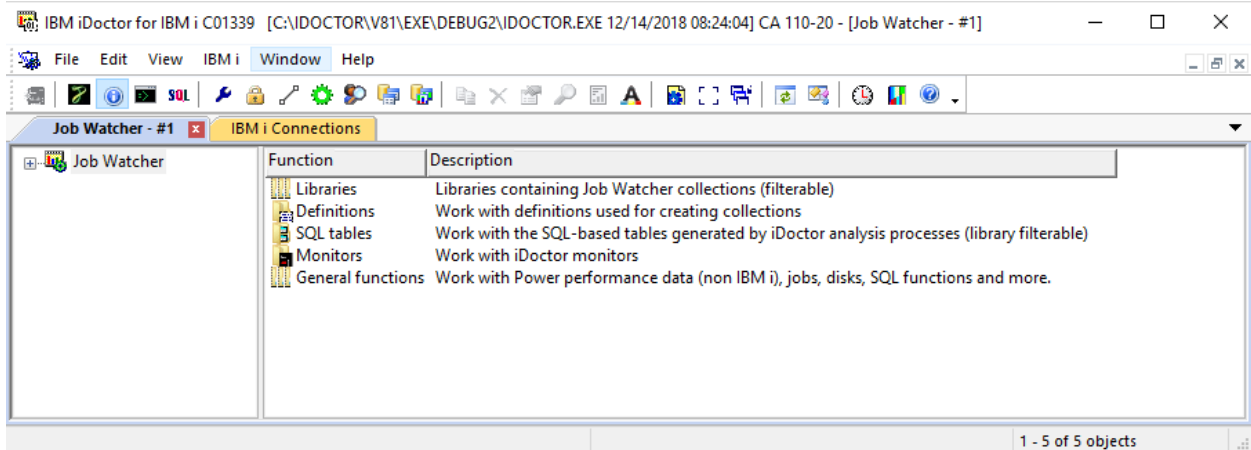 IBM iDoctor for IBM i C01339 [C:\IDOCTOR\V81\EXE\DEBUG2\IDOCTOR.EXE 12/14/2018 08:24:04] CA 110-20 - [Job Watcher - #1]
File Edit View IBM i Window Help
SQL A
Job Watcher - #1 IBM i Connections
Job Watcher Function Description
Libraries Libraries containing Job Watcher collections (filterable)
Definitions Work with definitions used for creating collections
SQL tables Work with the SQL-based tables generated by iDoctor analysis processes (library filterable)
Monitors Work with iDoctor monitors
General functions Work with Power performance data (non IBM i), jobs, disks, SQL functions and more.
1 - 5 of 5 objects